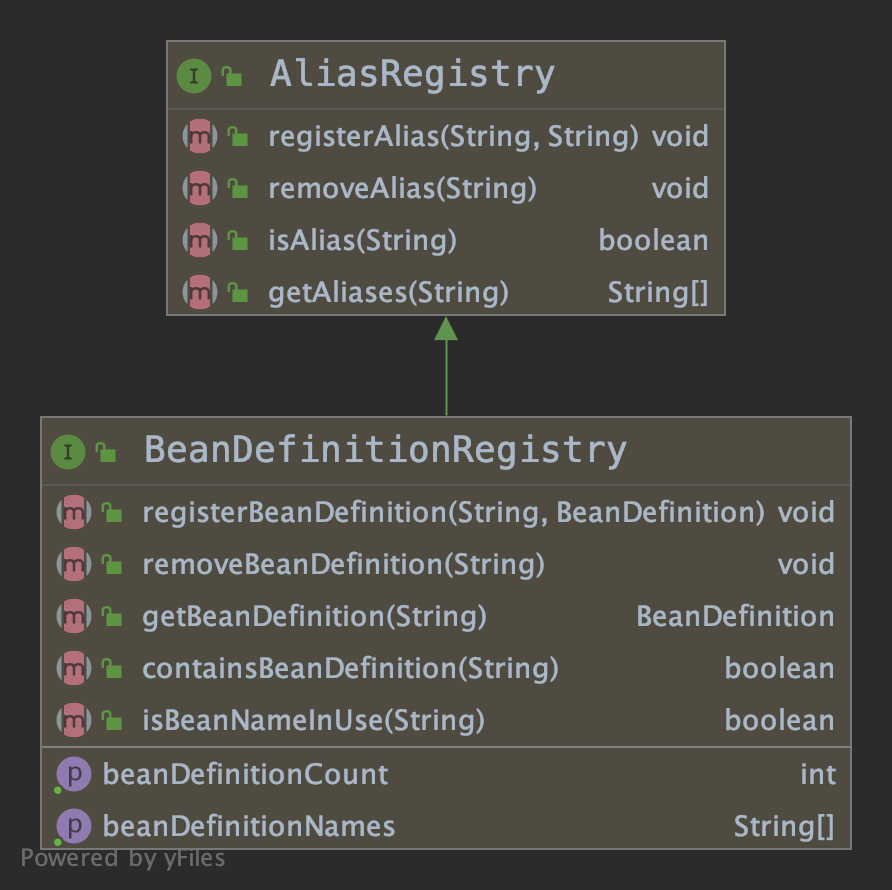 I AliasRegistry
m registerAlias(String, String) void
m removeAlias(String) void
m isAlias(String) boolean
m getAliases(String) String[]
I BeanDefinitionRegistry
m registerBeanDefinition(String, BeanDefinition) void
m removeBeanDefinition(String) void
m getBeanDefinition(String) BeanDefinition
m containsBeanDefinition(String) boolean
m isBeanNameInUse(String) boolean
p beanDefinitionCount int
p beanDefinitionNames String[]
Powered by yFiles